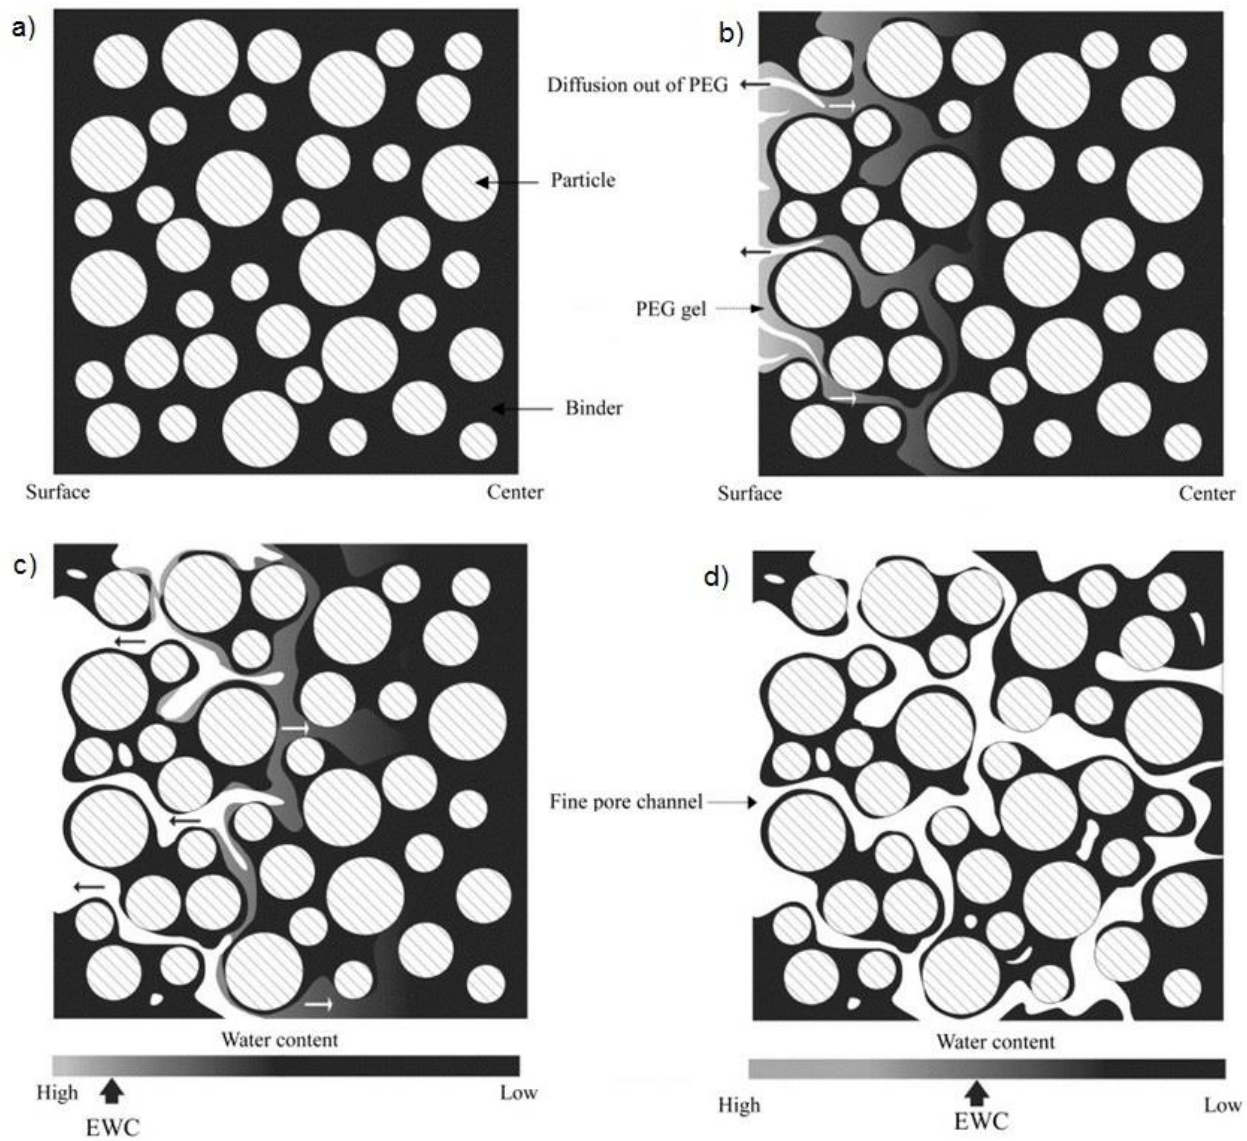 a)
b)
Diffusion out of PEG
Particle
PEG gel
Binder
Surface
Center
Surface
Center
c)
d)
Fine pore channel
Water content
High
Low
EWC
Water content
High
Low
EWC